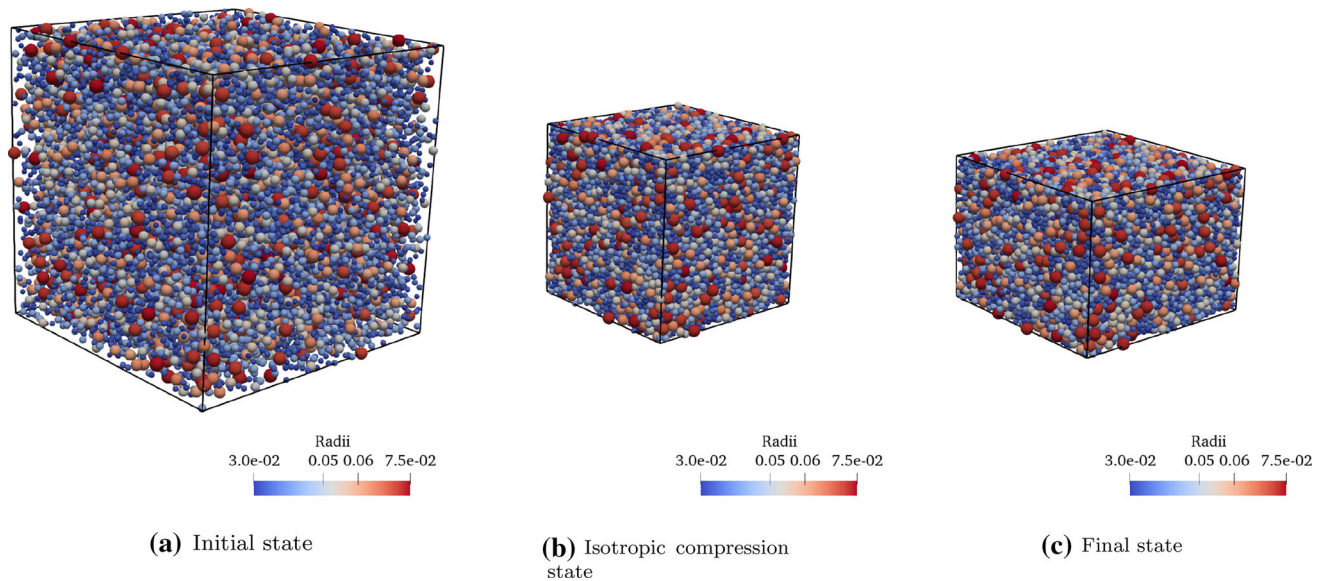 Radii
3.0e-02 0.05 0.06 7.5e-02
(a) Initial state
Radii
3.0e-02 0.05 0.06 7.5e-02
(b) Isotropic compression
state
Radii
3.0e-02 0.05 0.06 7.5e-02
(c) Final state